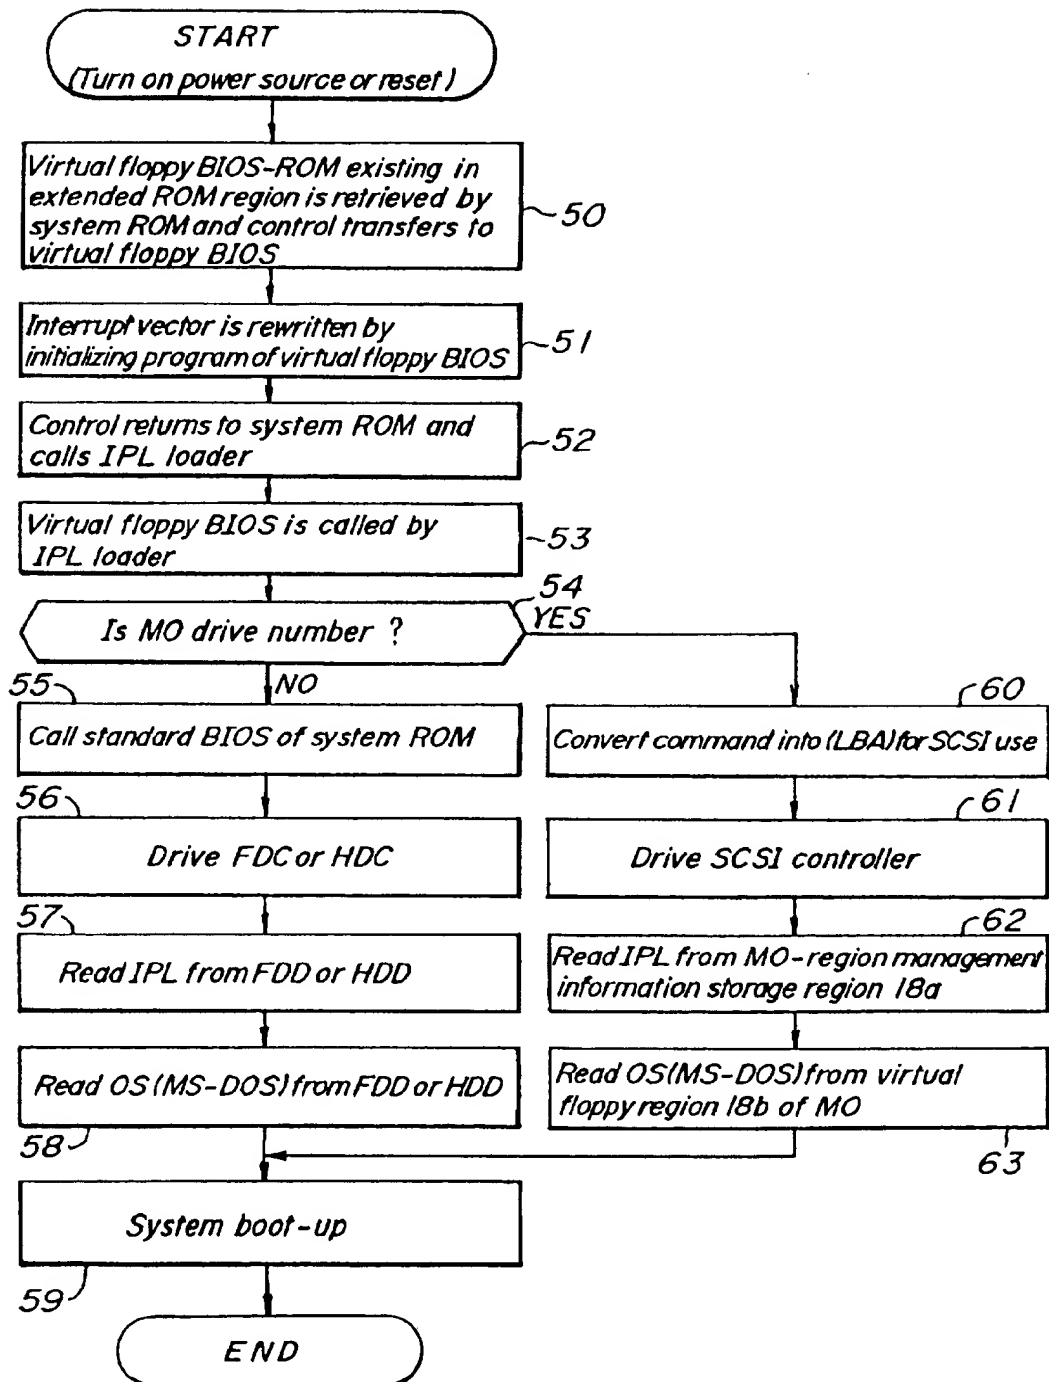 START
(Turn on power source or reset)
Virtual floppy BIOS-ROM existing in
extended ROM region is retrieved by
system ROM and control transfers to
virtual floppy BIOS
50
Interrupt vector is rewritten by
initializing program of virtual floppy BIOS
51
Control returns to system ROM and
calls IPL loader
52
Virtual floppy BIOS is called by
IPL loader
53
54
Is MO drive number ?
YES
NO
55
Call standard BIOS of system ROM
56
Drive FDC or HDC
57
Read IPL from FDD or HDD
Read OS (MS-DOS) from FDD or HDD
58
60
Convert command into (LBA) for SCSI use
61
Drive SCSI controller
62
Read IPL from MO-region management
information storage region 18a
Read OS (MS-DOS) from virtual
floppy region 18b of MO
63
System boot-up
59
END